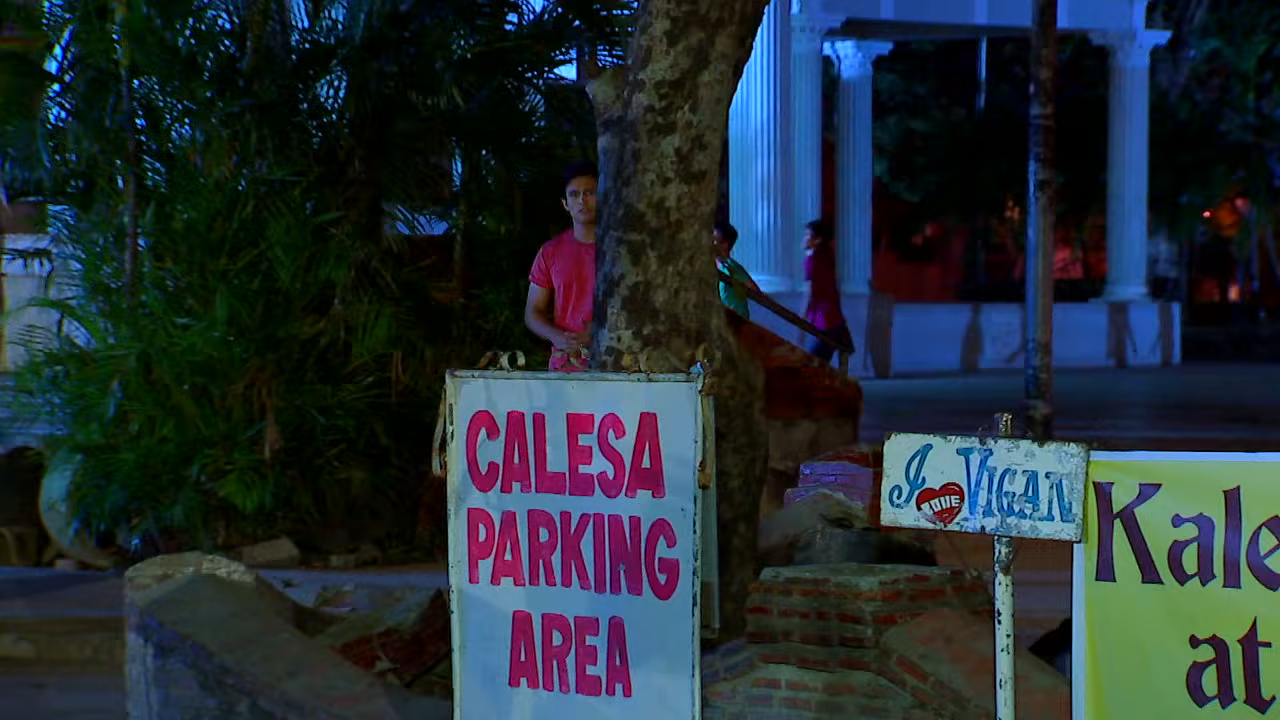 CALESA
PARKING
AREA
I LOVE VIGAN
Kale
at